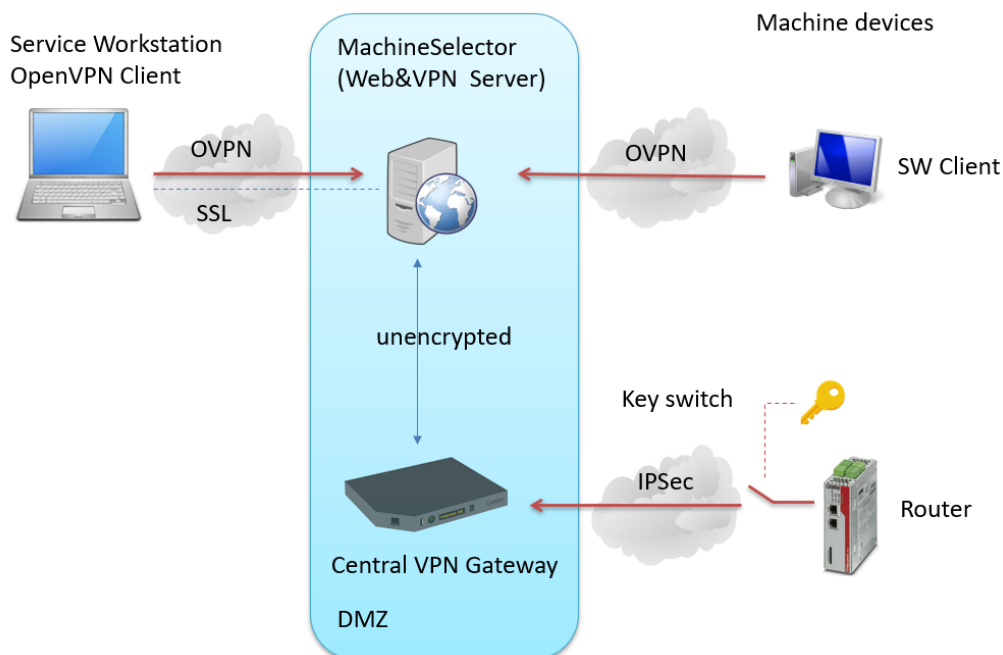 Service Workstation
OpenVPN Client
MachineSelector
(Web&VPN Server)
Machine devices
OVPN
SSL
OVPN
SW Client
unencrypted
Key switch
IPSec
Router
Central VPN Gateway
DMZ